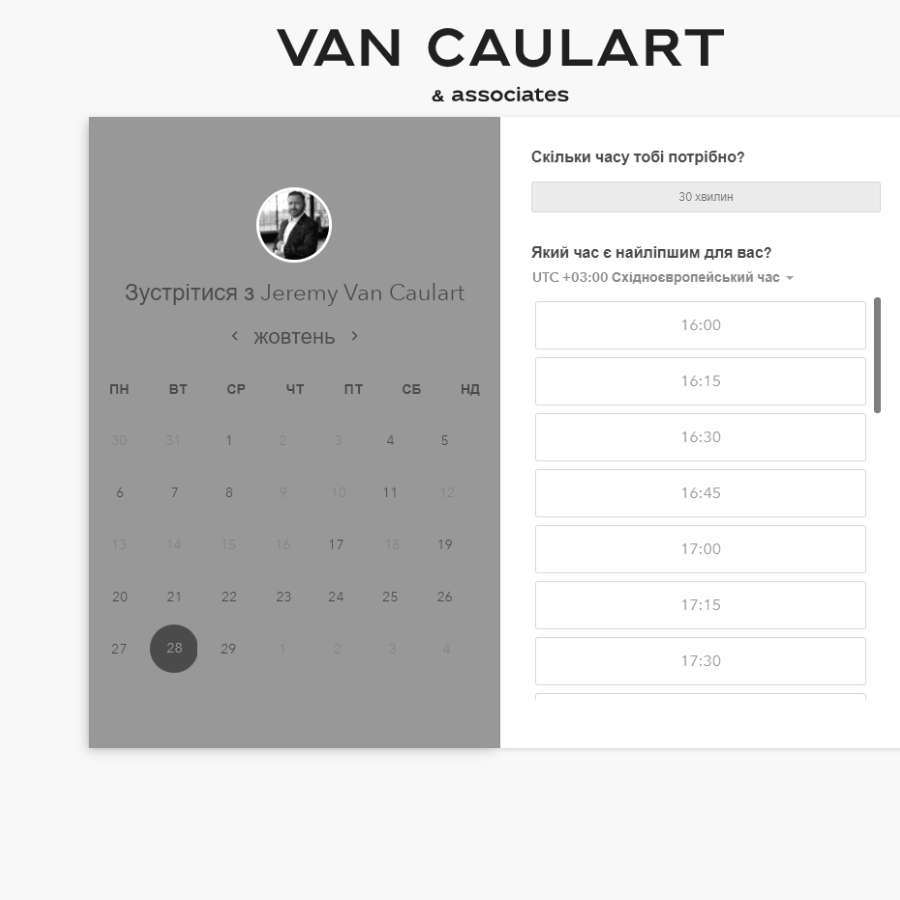 VAN CAULART
& associates
Зустрітися з Jeremy Van Caulart
жовтень
ПН ВТ СР ЧТ ПТ СБ НД
30 31 1 2 3 4 5
6 7 8 9 10 11 12
13 14 15 16 17 18 19
20 21 22 23 24 25 26
27 28 29 1 2 3 4
Скільки часу тобі потрібно?
30 хвилин
Який час є найліпшим для вас?
UTC +03:00 Східноєвропейський час
16:00
16:15
16:30
16:45
17:00
17:15
17:30